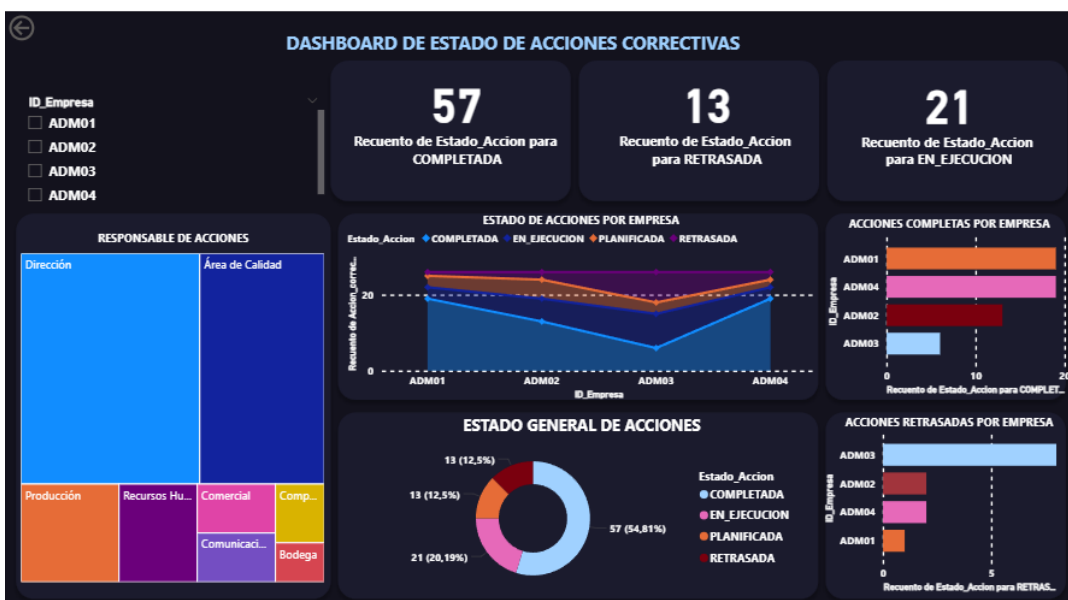 DASHBOARD DE ESTADO DE ACCIONES CORRECTIVAS
ID_Empresa
ADM01
ADM02
ADM03
ADM04
57
Recuento de Estado_Accion para
COMPLETADA
13
Recuento de Estado_Accion
para RETRASADA
21
Recuento de Estado_Accion
para EN_EJECUCION
RESPONSABLE DE ACCIONES
Dirección
Área de Calidad
Producción
Recursos Hu...
Comercial
Comp...
Comunicaci...
Bodega
ESTADO DE ACCIONES POR EMPRESA
Estado_Accion COMPLETADA EN_EJECUCION PLANIFICADA RETRASADA
Recuento de Accion_correc...
20
0
ADM01 ADM02 ADM03 ADM04
ID_Empresa
ESTADO GENERAL DE ACCIONES
13 (12,5%)
13 (12,5%)
21 (20,19%)
57 (54,81%)
Estado_Accion
COMPLETADA
EN_EJECUCION
PLANIFICADA
RETRASADA
ACCIONES COMPLETAS POR EMPRESA
ID_Empresa
ADM01
ADM04
ADM02
ADM03
0 10 20
Recuento de Estado_Accion para COMPLET...
ACCIONES RETRASADAS POR EMPRESA
ID_Empresa
ADM03
ADM02
ADM04
ADM01
0 5
Recuento de Estado_Accion para RETRAS...